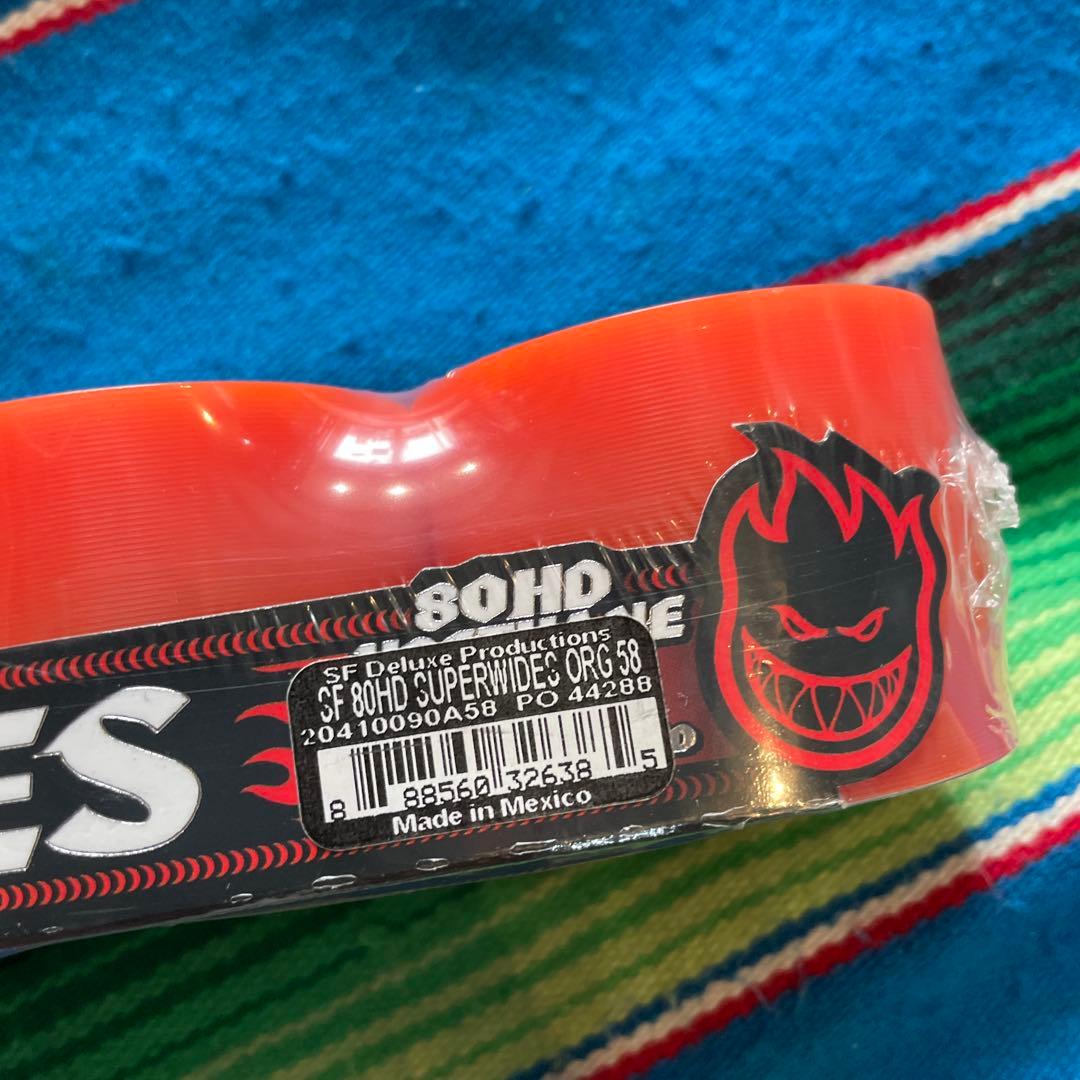 80HD
ES
SF Deluxe Productions
SF 80HD SUPERWIDES ORG 58
20410090A58 PO 44288
8 88560 32638 5
Made in Mexico